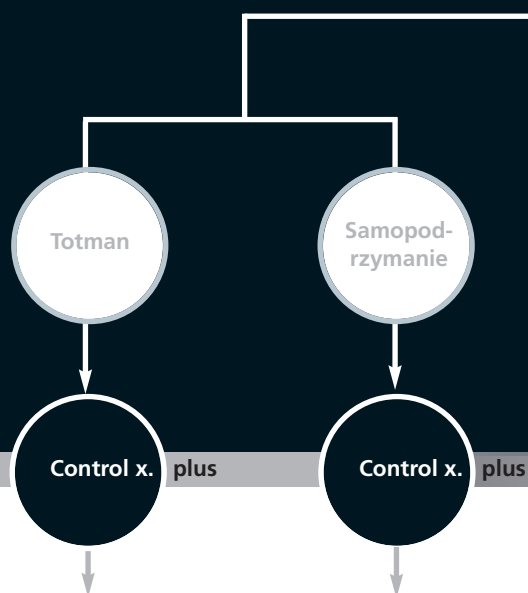 Totman
Samopod-
rzymanie
Control x. plus
Control x. plus